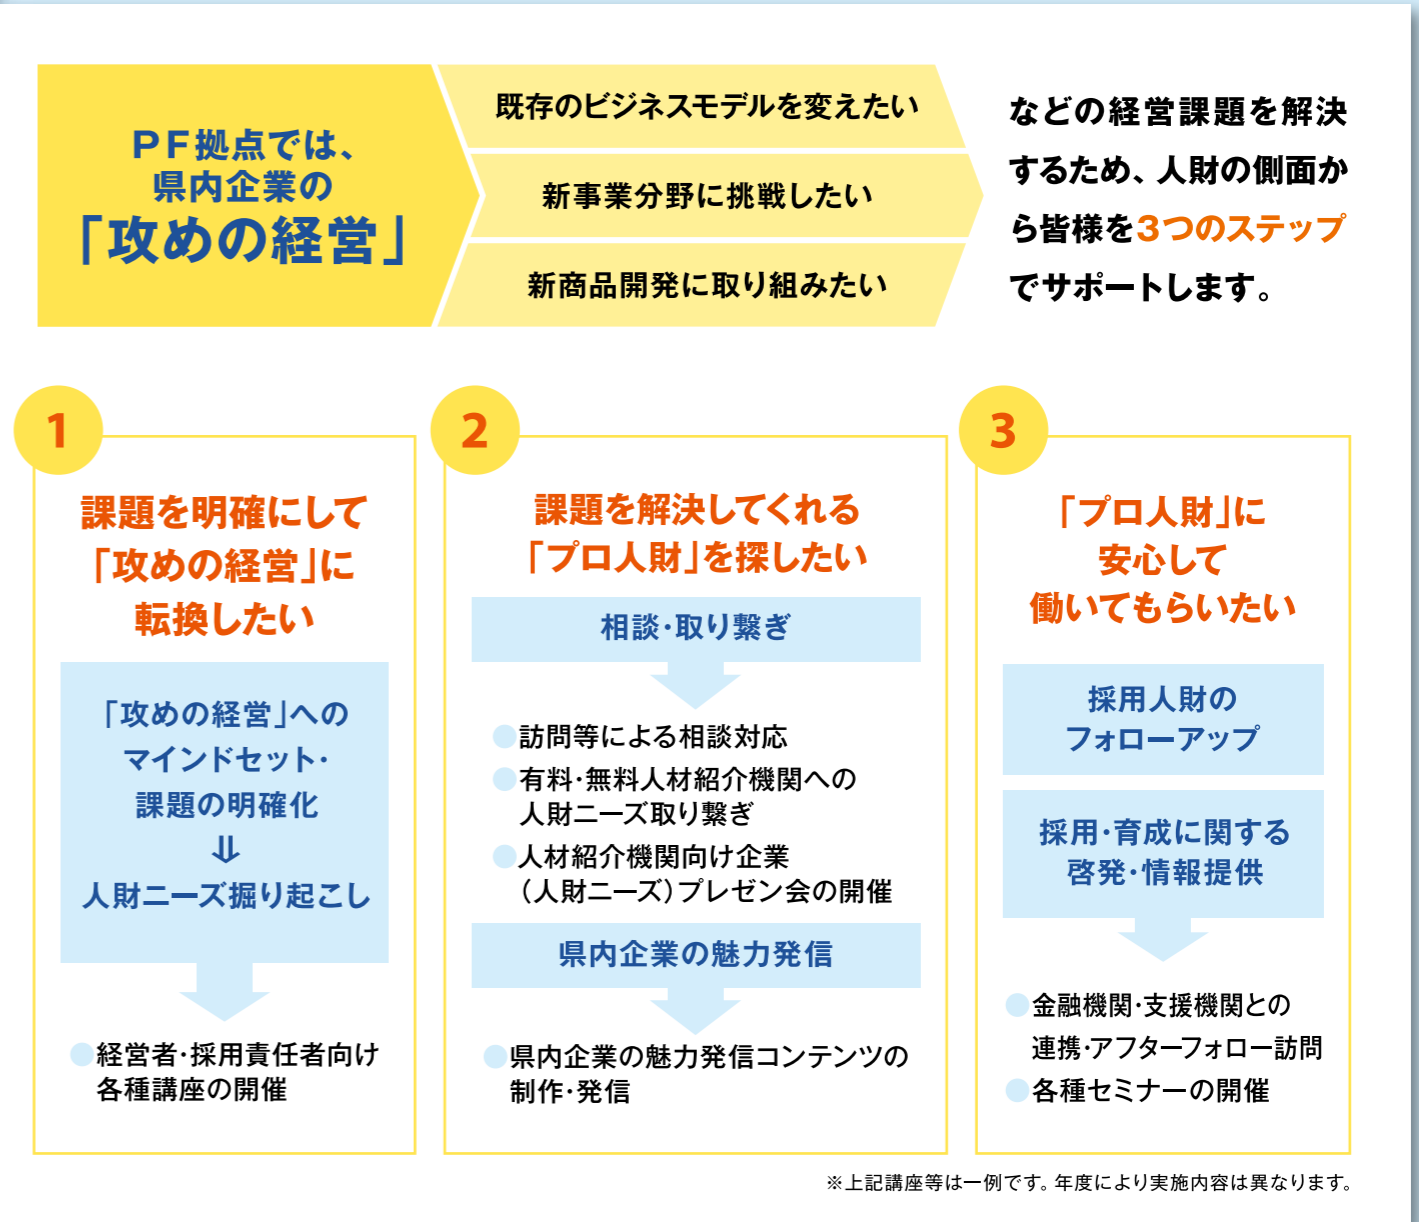 PF拠点では、
県内企業の
「攻めの経営」
既存のビジネスモデルを変えたい
新事業分野に挑戦したい
新商品開発に取り組みたい
などの経営課題を解決
するため、人財の側面か
ら皆様を3つのステップ
でサポートします。
1
課題を明確にして
「攻めの経営」に
転換したい
「攻めの経営」への
マインドセット・
課題の明確化
⇓
人財ニーズ掘り起こし
●経営者・採用責任者向け
各種講座の開催
2
課題を解決してくれる
「プロ人財」を探したい
相談・取り繋ぎ
●訪問等による相談対応
●有料・無料人材紹介機関への
人財ニーズ取り繋ぎ
●人材紹介機関向け企業
（人財ニーズ）プレゼン会の開催
県内企業の魅力発信
●県内企業の魅力発信コンテンツの
制作・発信
3
「プロ人財」に
安心して
働いてもらいたい
採用人財の
フォローアップ
採用・育成に関する
啓発・情報提供
●金融機関・支援機関との
連携・アフターフォロー訪問
●各種セミナーの開催
※上記講座等は一例です。年度により実施内容は異なります。